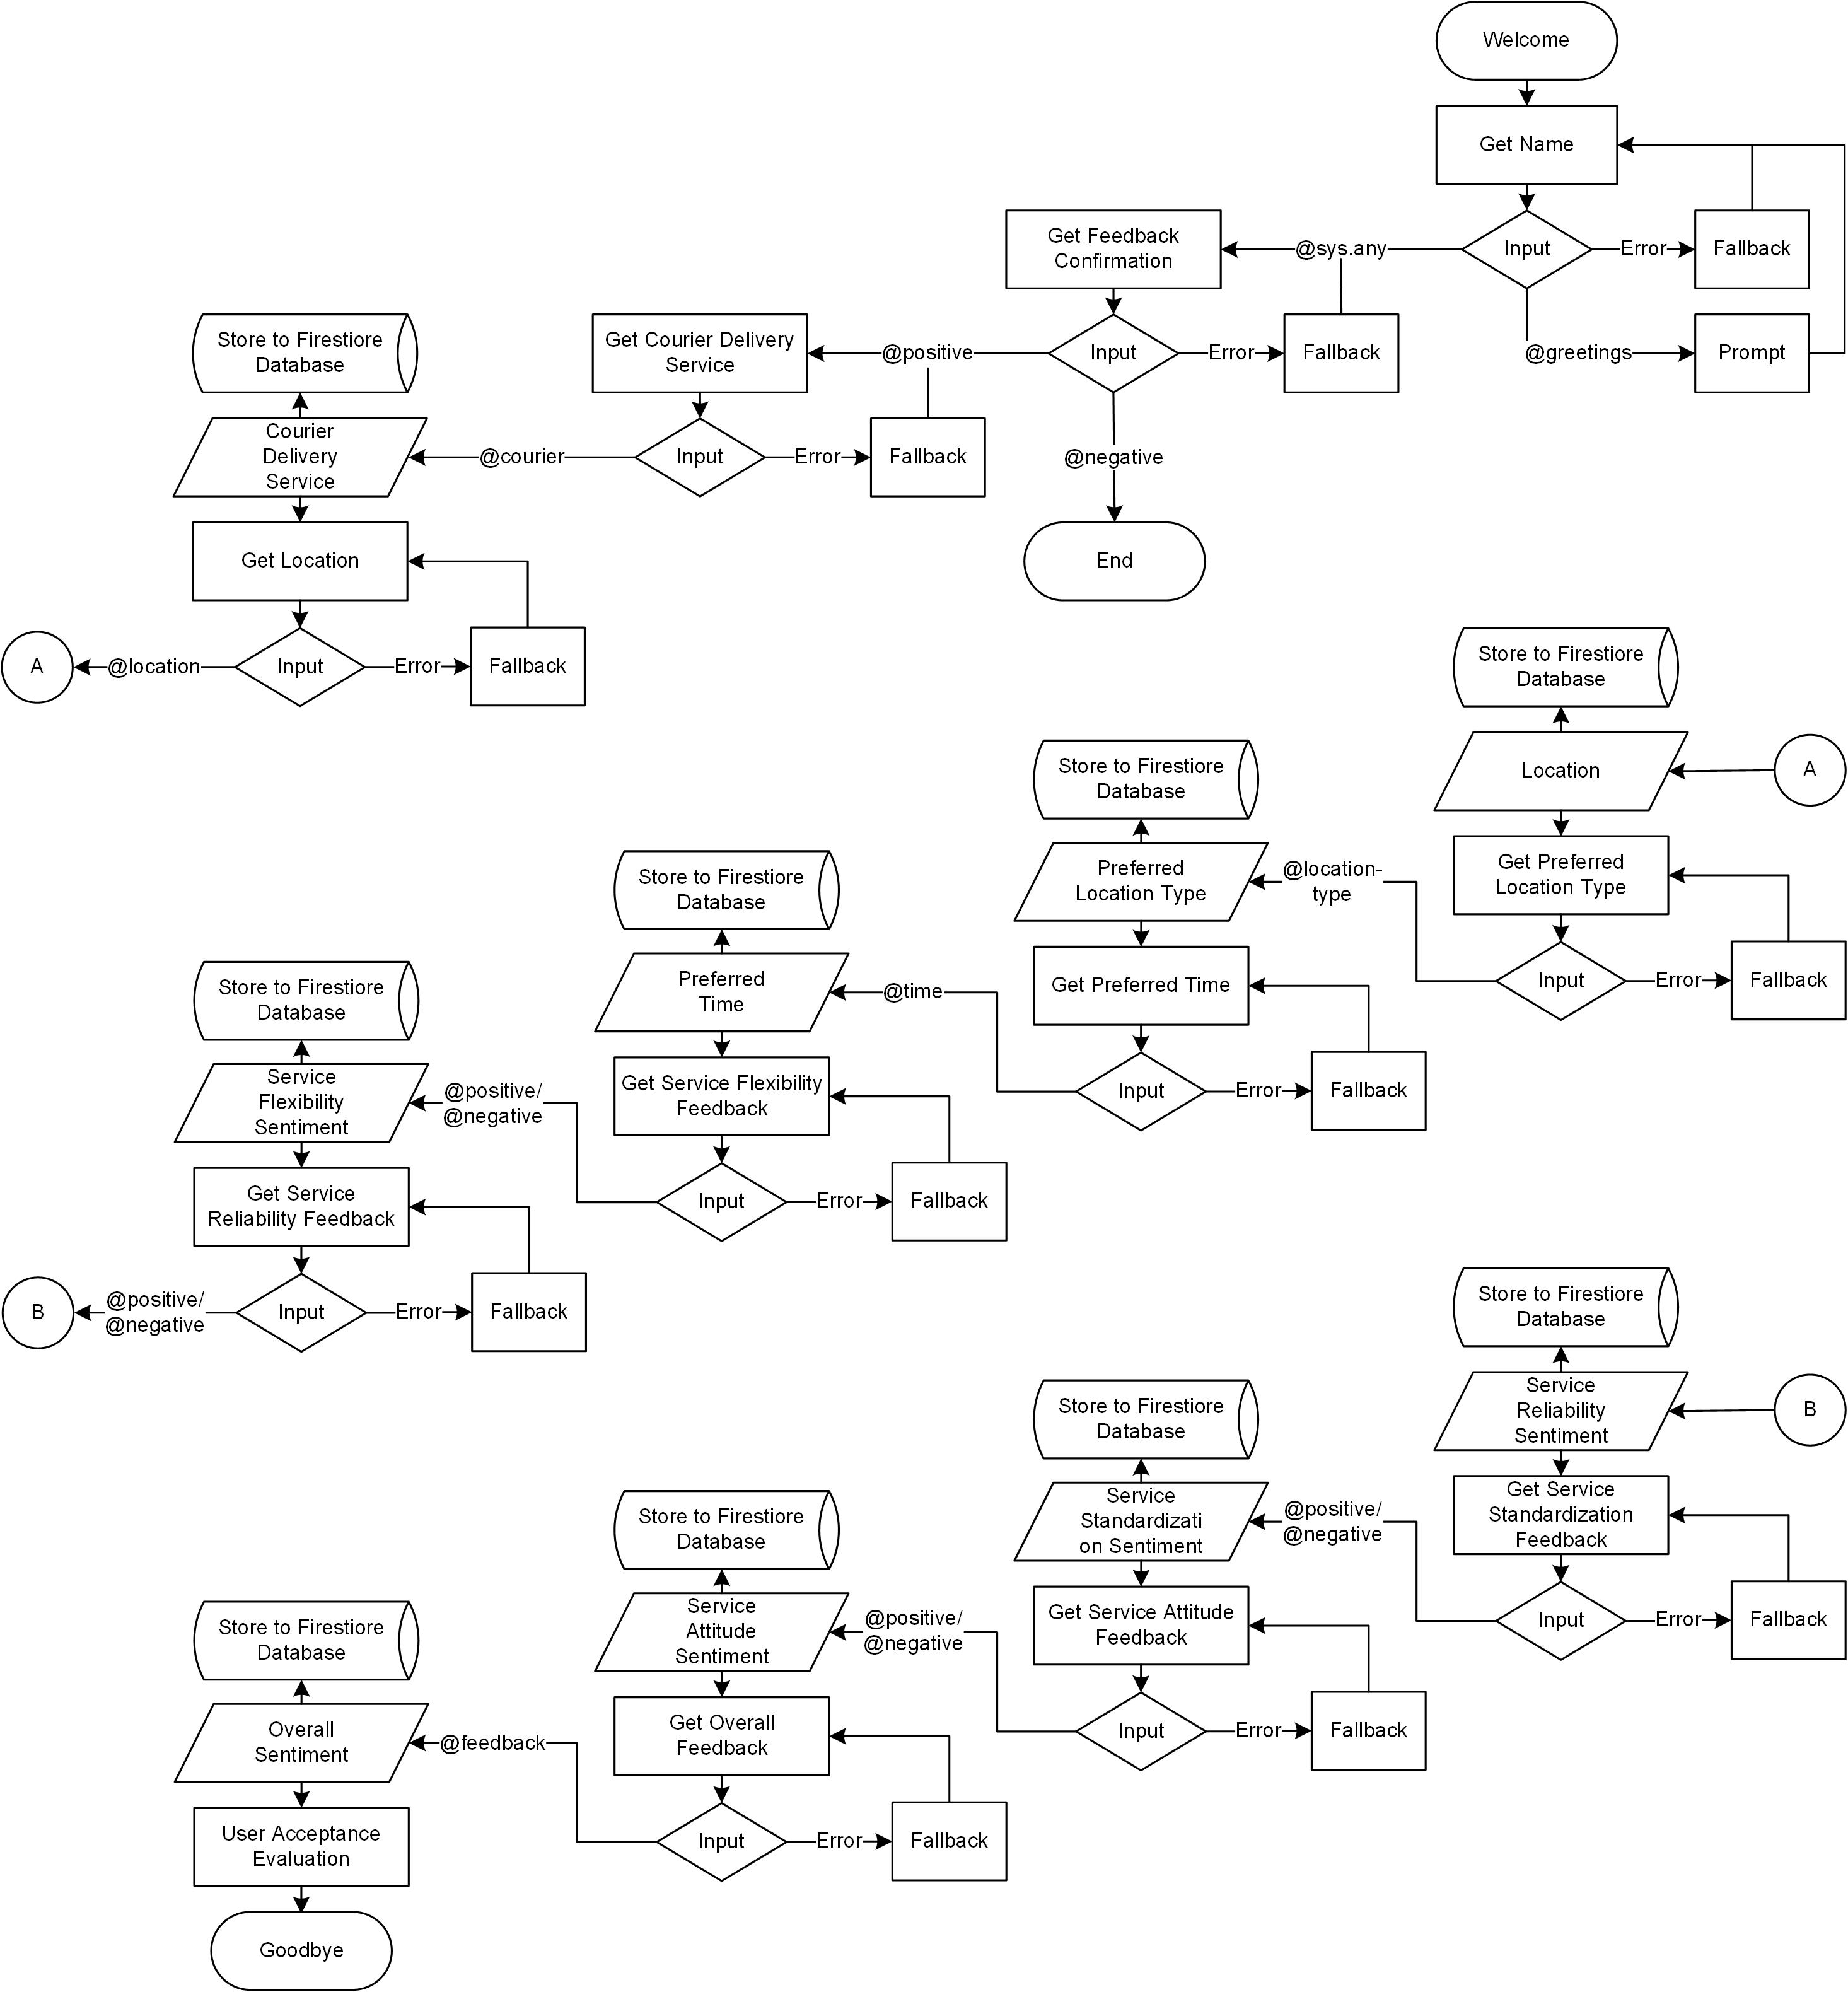 Welcome
Get Name
Input
Error
Fallback
@greetings
Prompt
@sys.any
Get Feedback
Confirmation
Input
Error
Fallback
@negative
End
@positive
Get Courier Delivery
Service
Input
Error
Fallback
@courier
Store to Firestiore
Database
Courier
Delivery
Service
Get Location
Input
Error
Fallback
@location
A
A
Store to Firestiore
Database
Location
Get Preferred
Location Type
Input
Error
Fallback
@location-
type
Store to Firestiore
Database
Preferred
Location Type
Get Preferred Time
Input
Error
Fallback
@time
Store to Firestiore
Database
Preferred
Time
Get Service Flexibility
Feedback
Input
Error
Fallback
@positive/
@negative
Store to Firestiore
Database
Service
Flexibility
Sentiment
Get Service
Reliability Feedback
Input
Error
Fallback
@positive/
@negative
B
B
Store to Firestiore
Database
Service
Reliability
Sentiment
Get Service
Standardization
Feedback
Input
Error
Fallback
@positive/
@negative
Store to Firestiore
Database
Service
Standardizati
on Sentiment
Get Service Attitude
Feedback
Input
Error
Fallback
@positive/
@negative
Store to Firestiore
Database
Service
Attitude
Sentiment
Get Overall
Feedback
Input
Error
Fallback
@feedback
Store to Firestiore
Database
Overall
Sentiment
User Acceptance
Evaluation
Goodbye